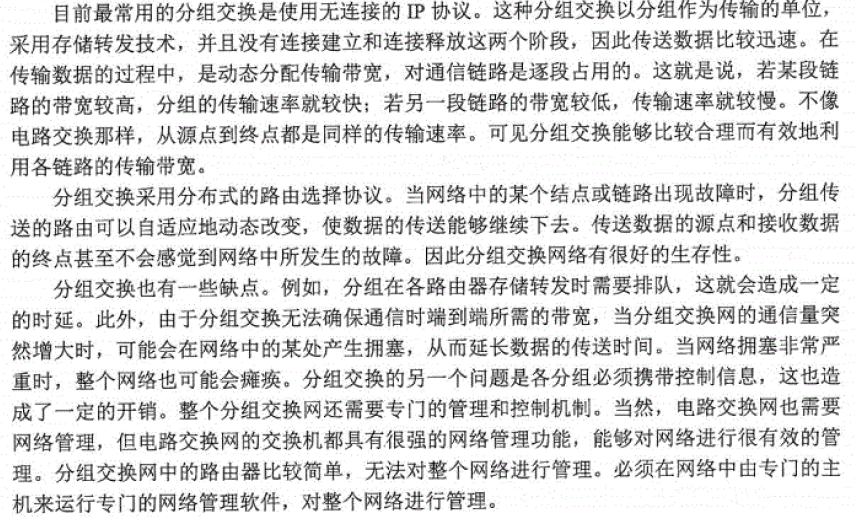 目前最常用的分组交换是使用无连接的 IP 协议。这种分组交换以分组作为传输的单位，
采用存储转发技术，并且没有连接建立和连接释放这两个阶段，因此传送数据比较迅速。在
传输数据的过程中，是动态分配传输带宽，对通信链路是逐段占用的。这就是说，若某段链
路的带宽较高，分组的传输速率就较快；若另一段链路的带宽较低，传输速率就较慢。不像
电路交换那样，从源点到终点都是同样的传输速率。可见分组交换能够比较合理而有效地利
用各链路的传输带宽。
分组交换采用分布式的路由选择协议。当网络中的某个结点或链路出现故障时，分组传
送的路由可以自适应地动态改变，使数据的传送能够继续下去。传送数据的源点和接收数据
的终点甚至不会感觉到网络中所发生的故障。因此分组交换网络有很好的生存性。
分组交换也有一些缺点。例如，分组在各路由器存储转发时需要排队，这就会造成一定
的时延。此外，由于分组交换无法确保通信时端到端所需的带宽，当分组交换网的通信量突
然增大时，可能会在网络中的某处产生拥塞，从而延长数据的传送时间。当网络拥塞非常严
重时，整个网络也可能会瘫痪。分组交换的另一个问题是各分组必须携带控制信息，这也造
成了一定的开销。整个分组交换网还需要专门的管理和控制机制。当然，电路交换网也需要
网络管理，但电路交换网的交换机都具有很强的网络管理功能，能够对网络进行很有效的管
理。分组交换网中的路由器比较简单，无法对整个网络进行管理。必须在网络中由专门的主
机来运行专门的网络管理软件，对整个网络进行管理。